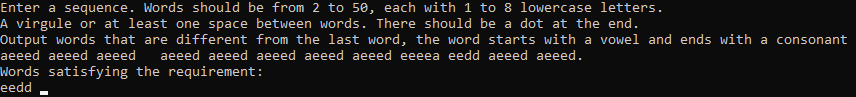 Enter a sequence. Words should be from 2 to 50, each with 1 to 8 lowercase letters.
A virgule or at least one space between words. There should be a dot at the end.
Output words that are different from the last word, the word starts with a vowel and ends with a consonant
aeeed aeeed aeeed   aeeed aeeed aeeed aeeed aeeed eeeea eedd aeeed aeeed.
Words satisfying the requirement:
eedd